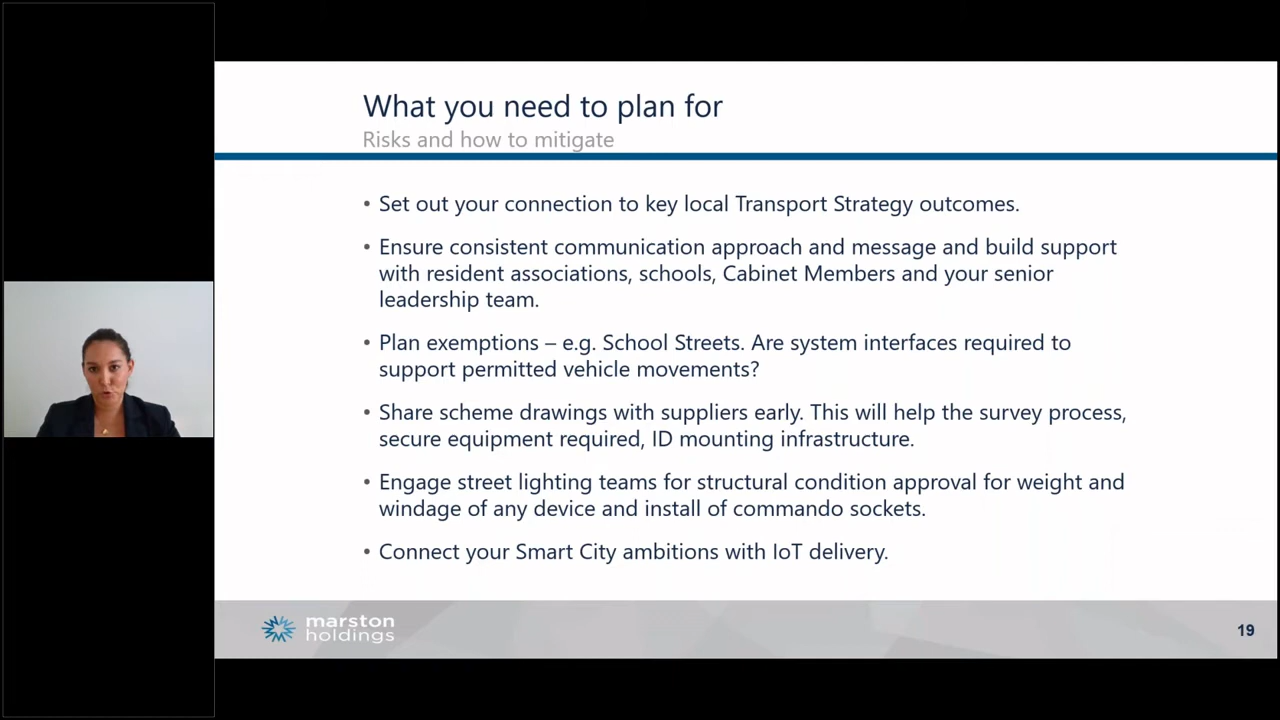 What you need to plan for
Risks and how to mitigate
• Set out your connection to key local Transport Strategy outcomes.
• Ensure consistent communication approach and message and build support
with resident associations, schools, Cabinet Members and your senior
leadership team.
• Plan exemptions – e.g. School Streets. Are system interfaces required to
support permitted vehicle movements?
• Share scheme drawings with suppliers early. This will help the survey process,
secure equipment required, ID mounting infrastructure.
• Engage street lighting teams for structural condition approval for weight and
windage of any device and install of commando sockets.
• Connect your Smart City ambitions with IoT delivery.
marston
holdings
19